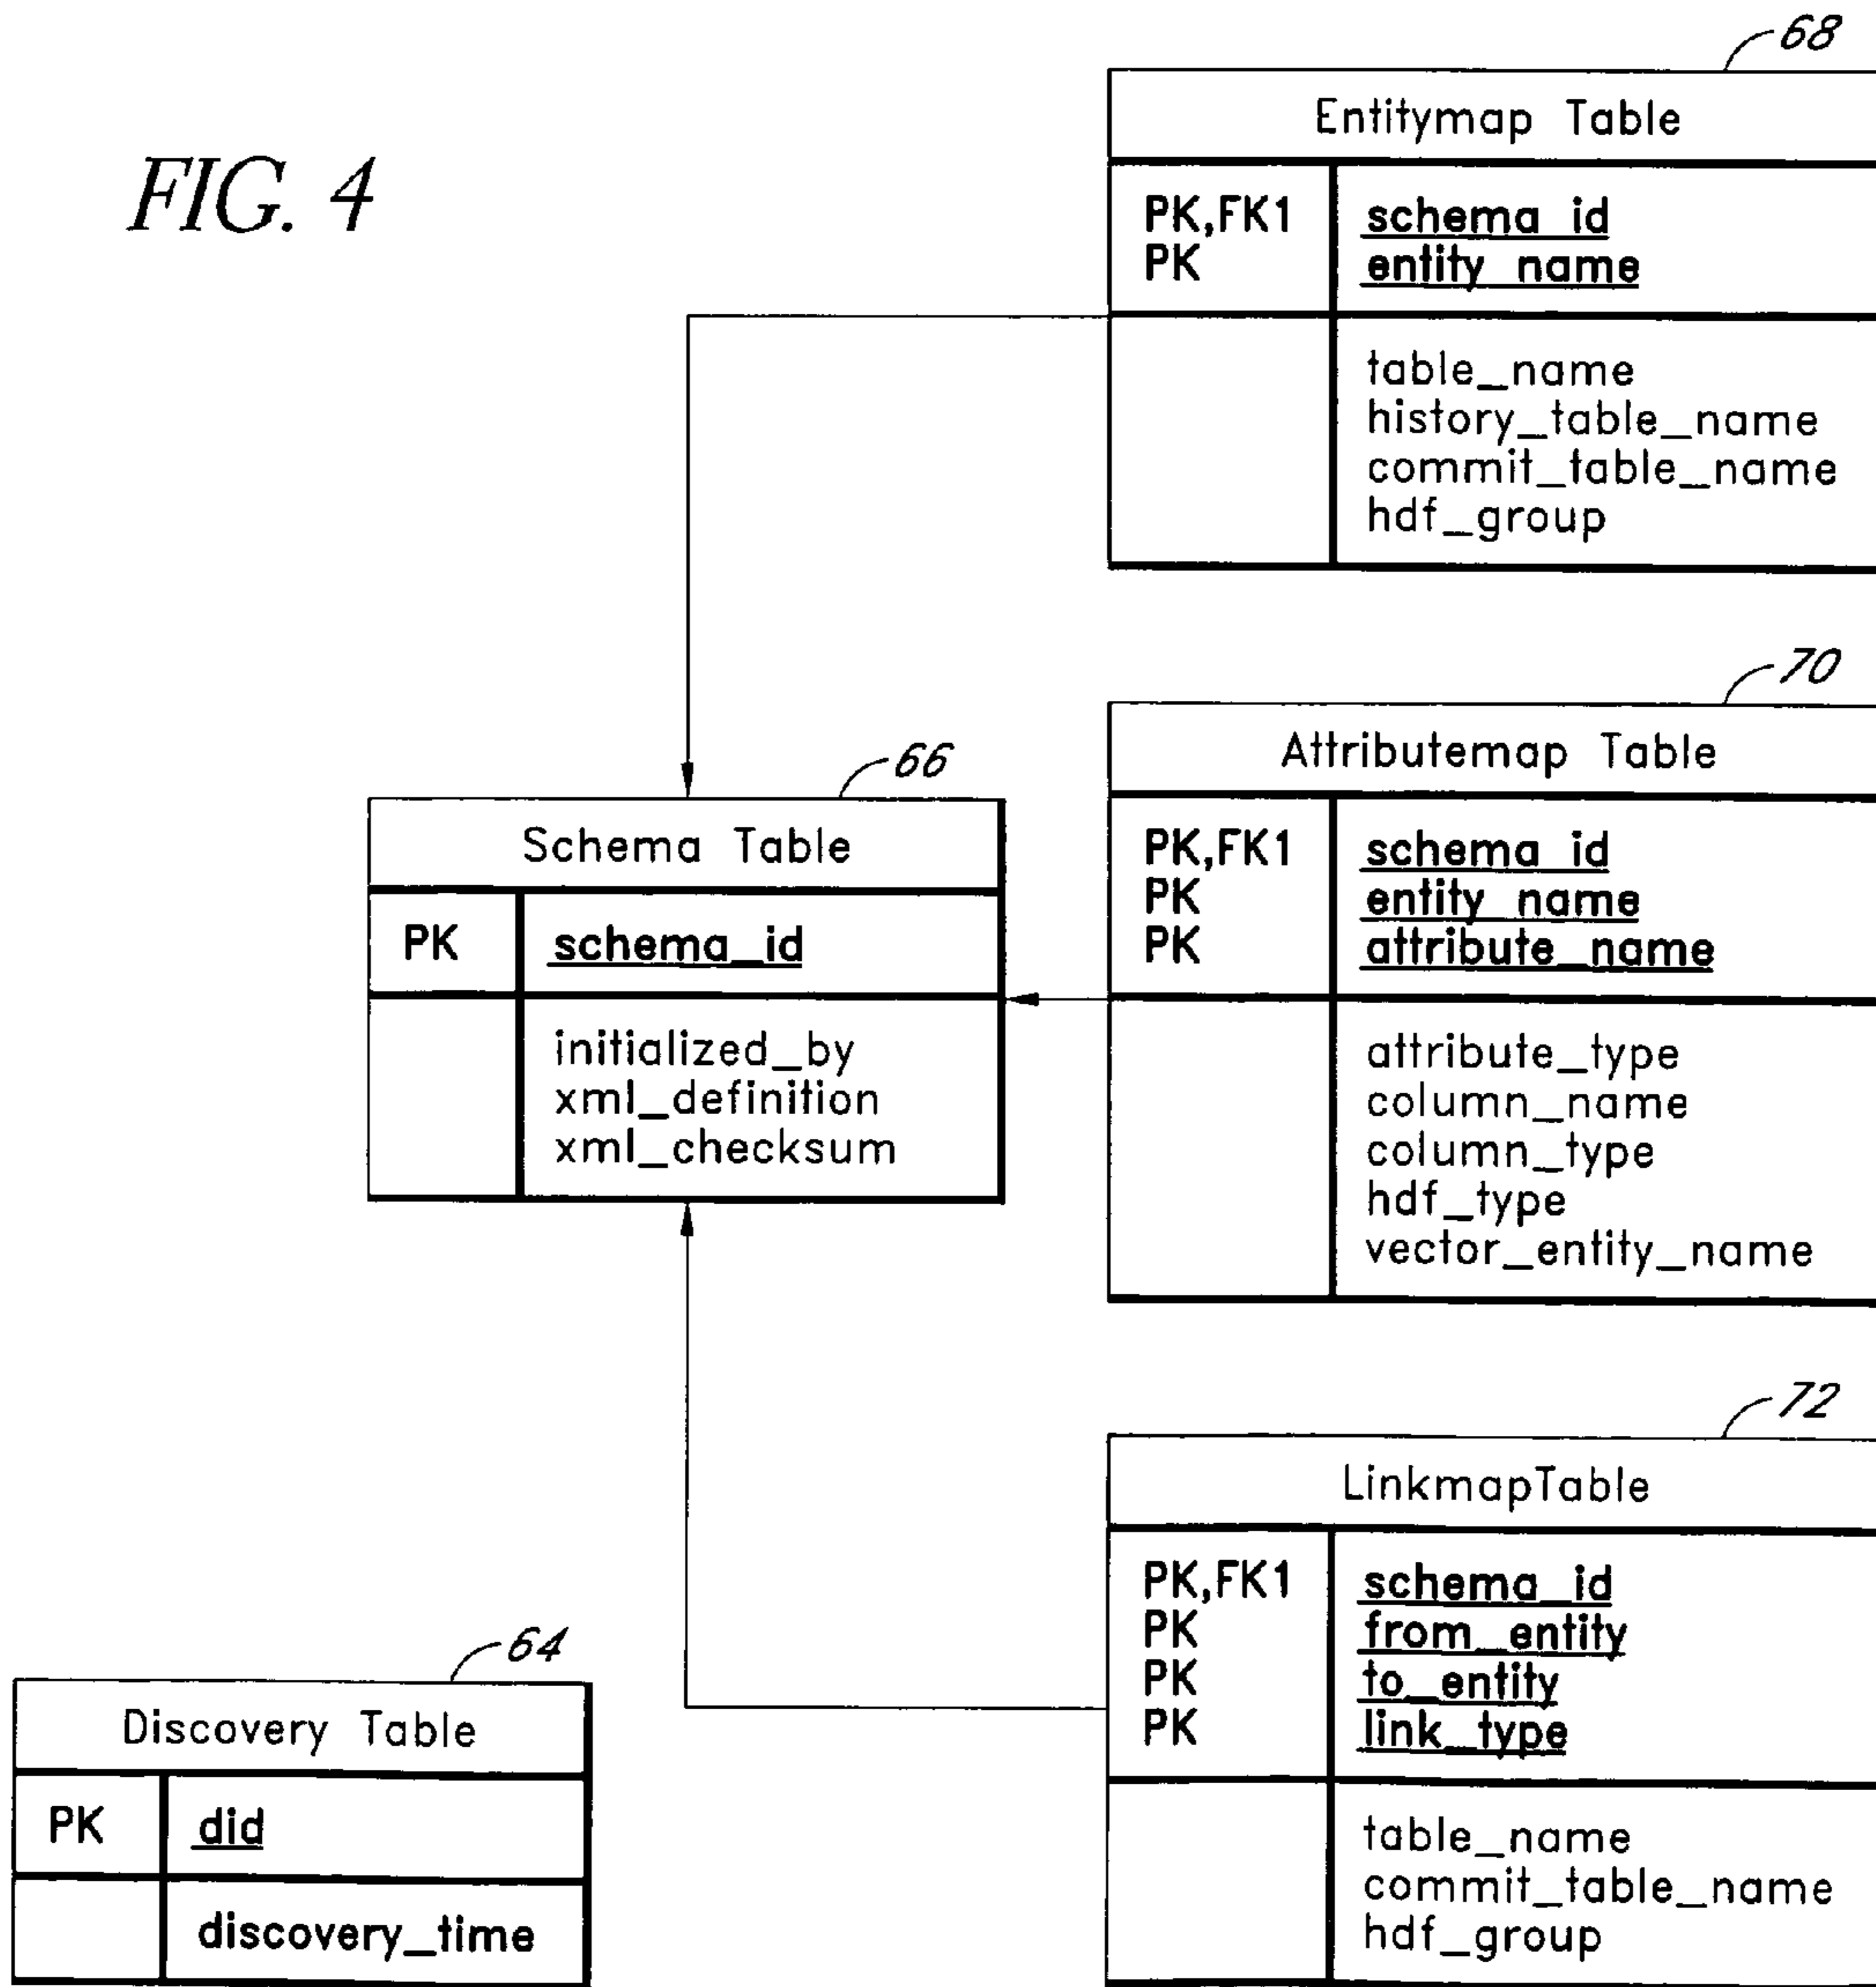 FIG. 4
68
Entitymap Table
PK,FK1 schema_id
PK entity_name
table_name
history_table_name
commit_table_name
hdf_group
70
Attributemap Table
PK,FK1 schema_id
PK entity_name
PK attribute_name
attribute_type
column_name
column_type
hdf_type
vector_entity_name
66
Schema Table
PK schema_id
initialized_by
xml_definition
xml_checksum
72
LinkmapTable
PK,FK1 schema_id
PK from_entity
PK to_entity
PK link_type
table_name
commit_table_name
hdf_group
64
Discovery Table
PK did
discovery_time